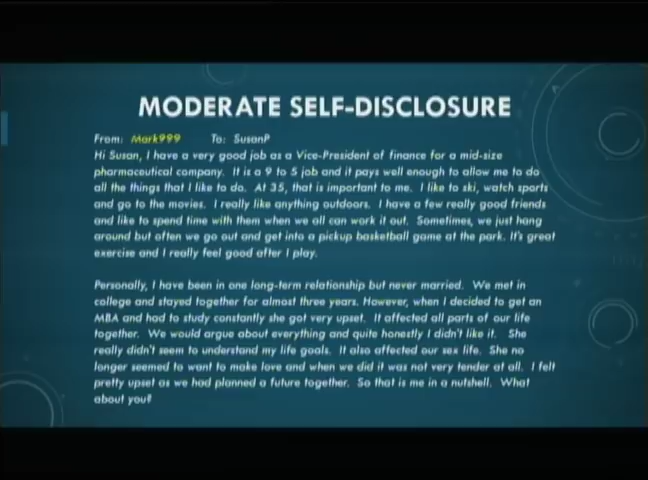 MODERATE SELF-DISCLOSURE
From: Mark999 To: SusanP
Hi Susan, I have a very good job as a Vice-President of finance for a mid-size
pharmaceutical company. It is a 9 to 5 job and it pays well enough to allow me to do
all the things that I like to do. At 35, that is important to me. I like to ski, watch sports
and go to the movies. I really like anything outdoors. I have a few really good friends
and like to spend time with them when we all can work it out. Sometimes, we just hang
around but often we go out and get into a pickup basketball game at the park. It's great
exercise and I really feel good after I play.
Personally, I have been in one long-term relationship but never married. We met in
college and stayed together for almost three years. However, when I decided to get an
MBA and had to study constantly she got very upset. It affected all parts of our life
together. We would argue about everything and quite honestly I didn't like it. She
really didn't seem to understand my life goals. It also affected our sex life. She no
longer seemed to want to make love and when we did it was not very tender at all. I felt
pretty upset as we had planned a future together. So that is me in a nutshell. What
about you?